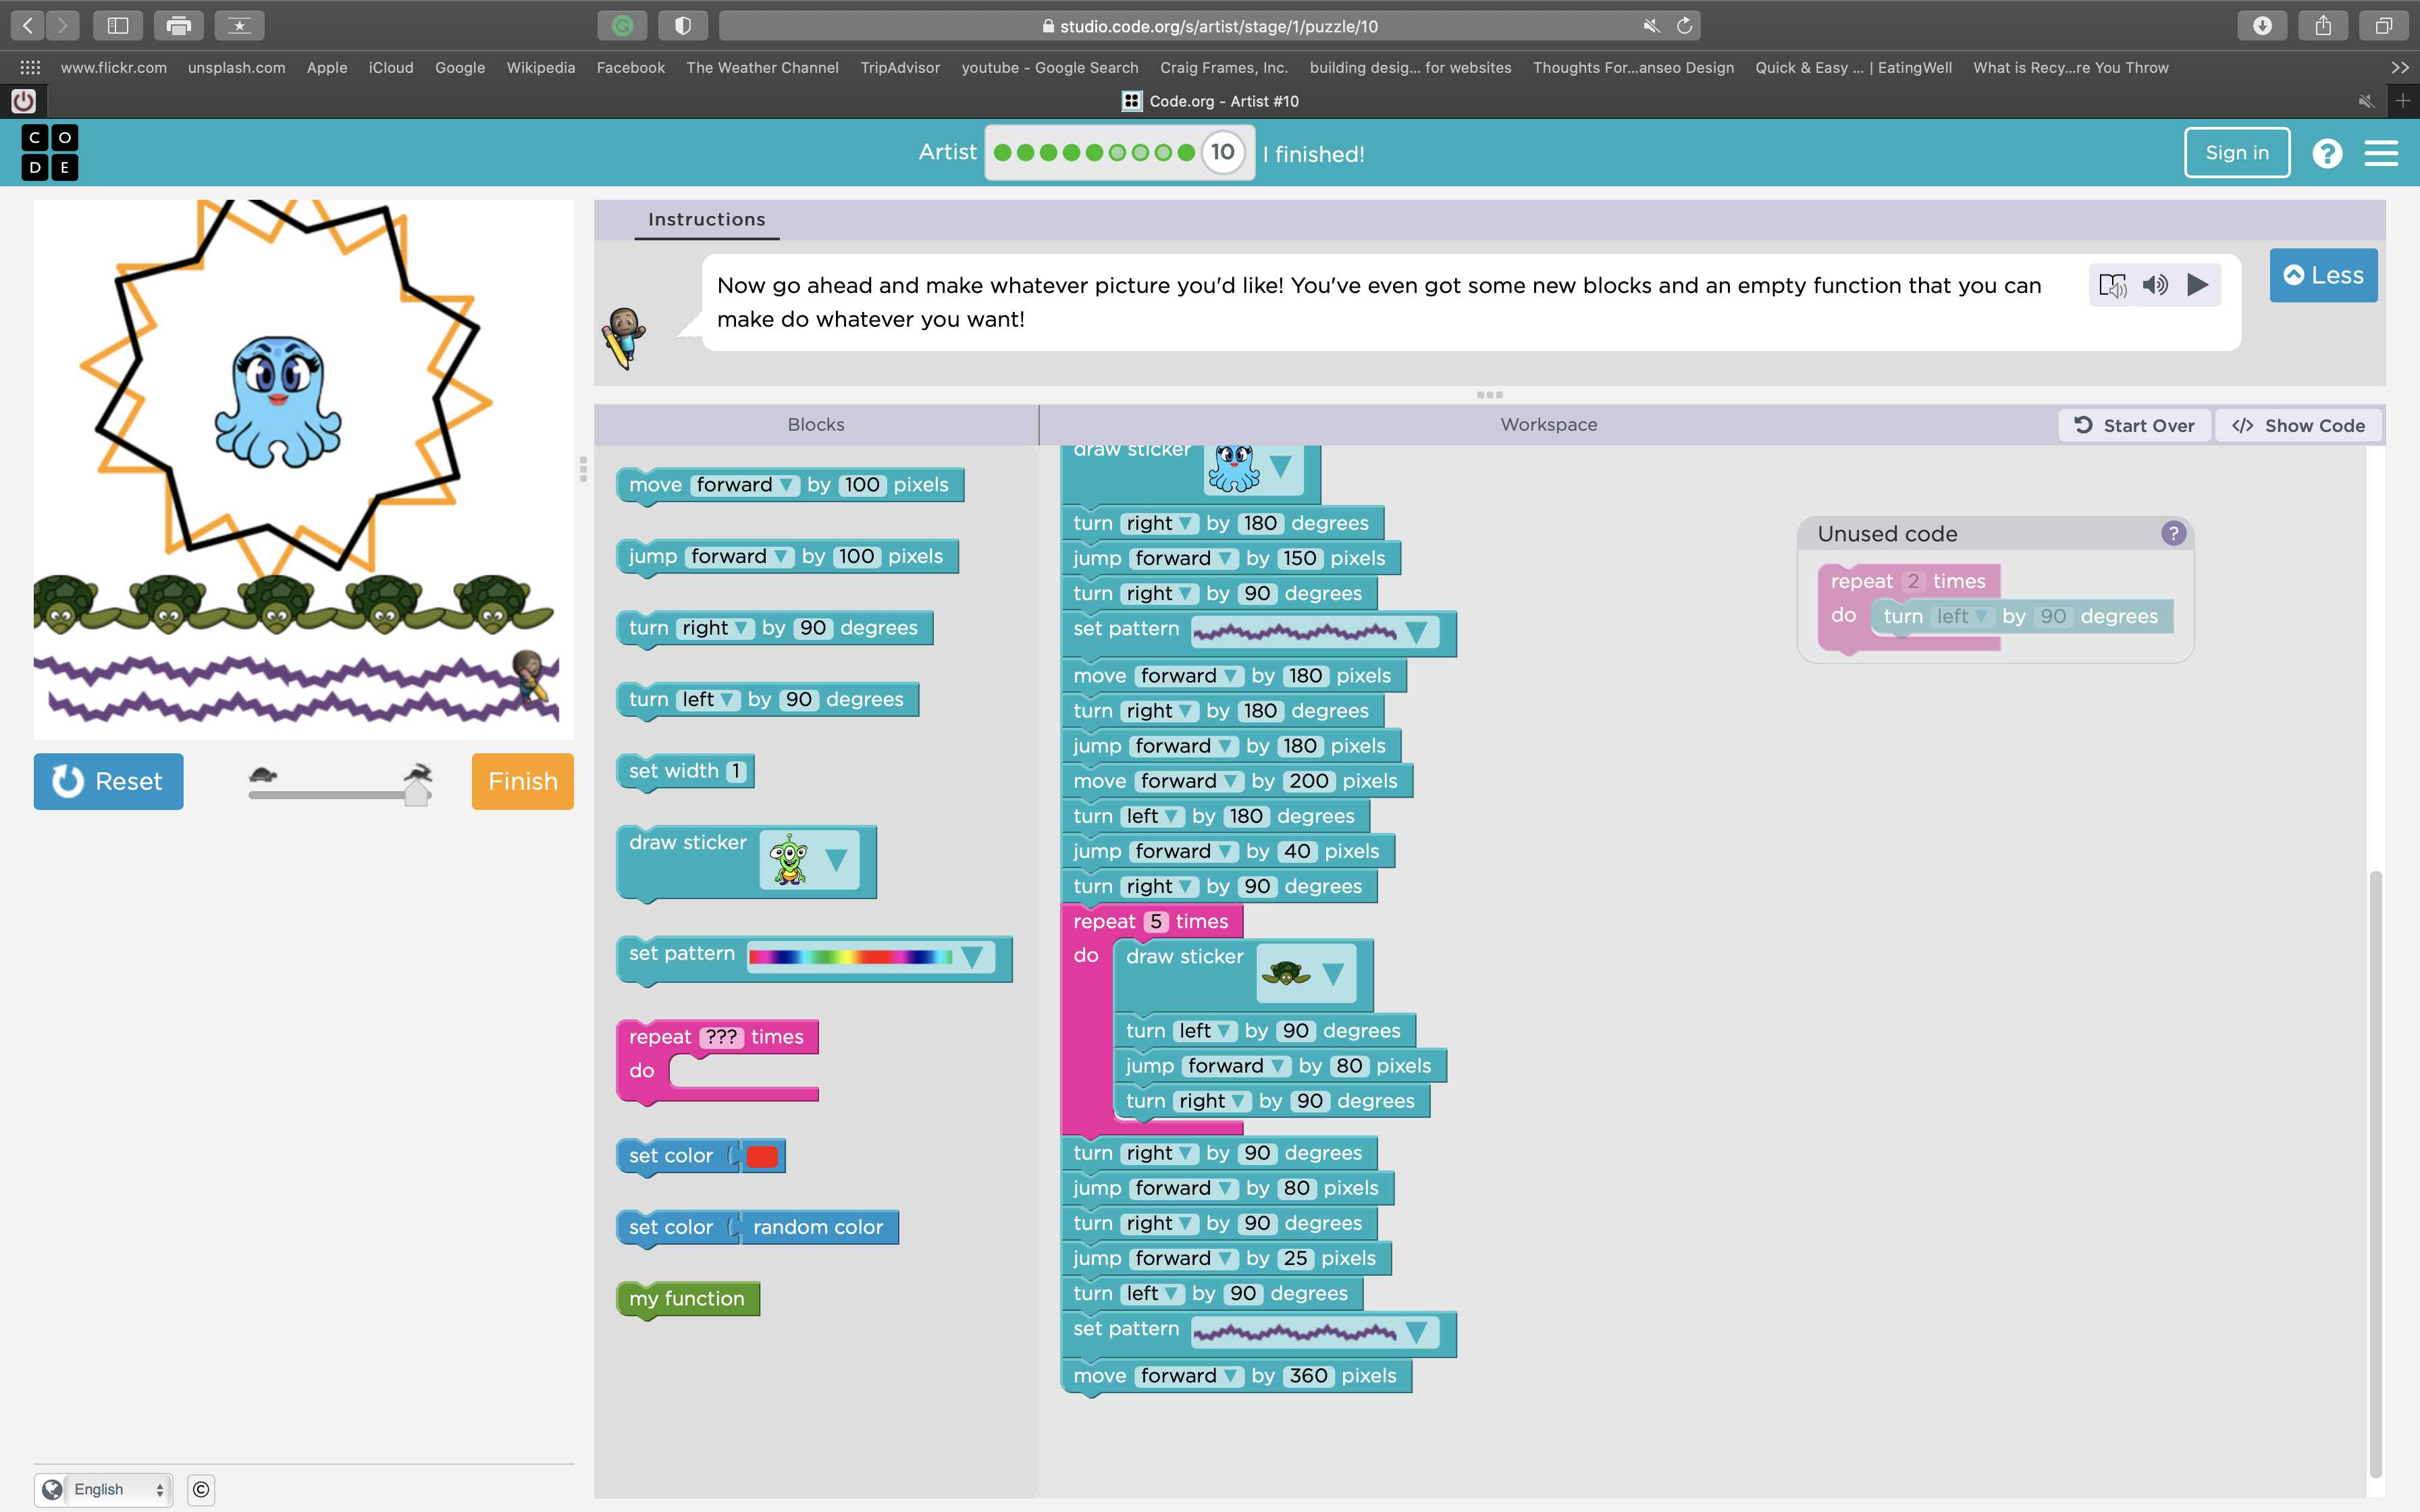 studio.code.org/s/artist/stage/1/puzzle/10
www.flickr.com unsplash.com Apple iCloud Google Wikipedia Facebook The Weather Channel TripAdvisor youtube - Google Search Craig Frames, Inc. building desig... for websites Thoughts For...anseo Design Quick & Easy ... | EatingWell What is Recy...re You Throw
Code.org - Artist #10
C O
D E
Artist 10 I finished!
Sign in
?
Instructions
Now go ahead and make whatever picture you'd like! You've even got some new blocks and an empty function that you can
make do whatever you want!
Less
Blocks
Workspace
Start Over
</> Show Code
Reset
Finish
move forward by 100 pixels
jump forward by 100 pixels
turn right by 90 degrees
turn left by 90 degrees
set width 1
draw sticker
set pattern
repeat ??? times
do
set color
set color random color
my function
draw sticker
turn right by 180 degrees
jump forward by 150 pixels
turn right by 90 degrees
set pattern
move forward by 180 pixels
turn right by 180 degrees
jump forward by 180 pixels
move forward by 200 pixels
turn left by 180 degrees
jump forward by 40 pixels
turn right by 90 degrees
repeat 5 times
do draw sticker
turn left by 90 degrees
jump forward by 80 pixels
turn right by 90 degrees
turn right by 90 degrees
jump forward by 80 pixels
turn right by 90 degrees
jump forward by 25 pixels
turn left by 90 degrees
set pattern
move forward by 360 pixels
Unused code ?
repeat 2 times
do turn left by 90 degrees
English ©